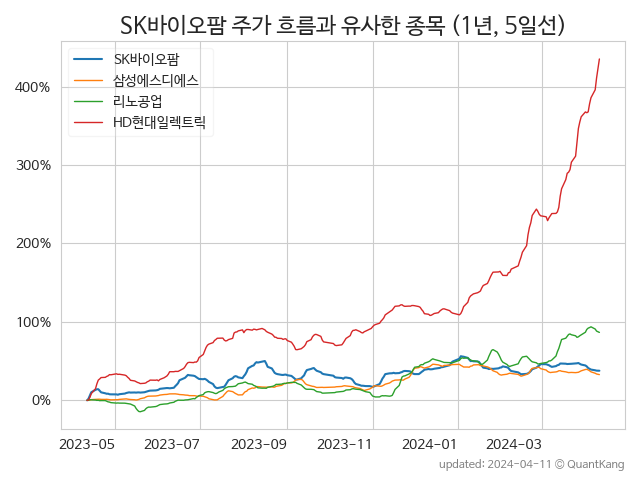 SK바이오팜 주가 흐름과 유사한 종목 (1년, 5일선)
SK바이오팜
삼성에스디에스
리노공업
HD현대일렉트릭
400%
300%
200%
100%
0%
2023-05 2023-07 2023-09 2023-11 2024-01 2024-03
updated: 2024-04-11 © QuantKang